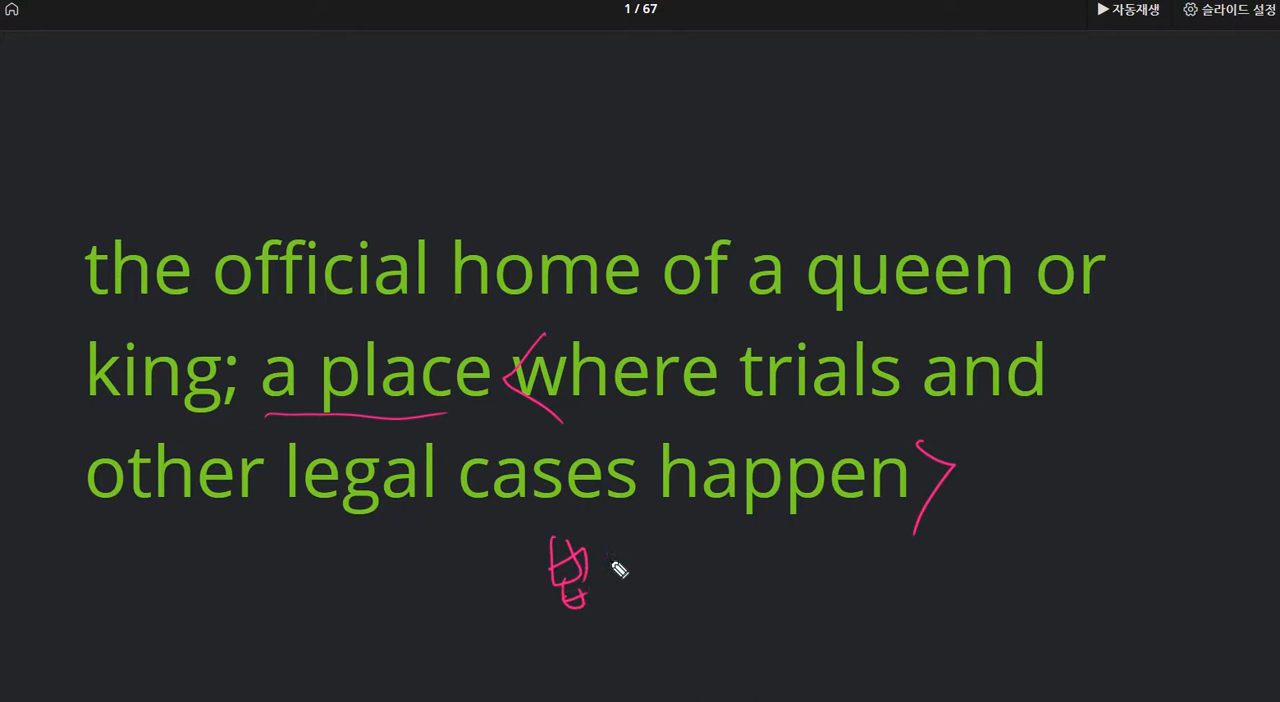 1 / 67
자동재생
슬라이드 설정
the official home of a queen or
king; a place where trials and
other legal cases happen